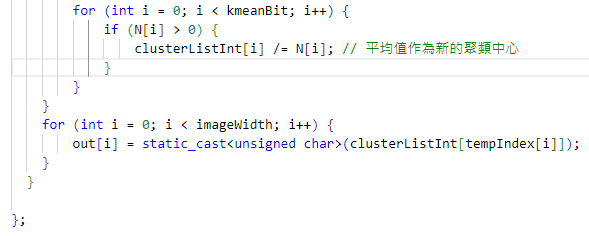 for (int i = 0; i < kmeanBit; i++) {
if (N[i] > 0) {
clusterListInt[i] /= N[i]; // 平均值作為新的聚類中心
}
}
}
for (int i = 0; i < imageWidth; i++) {
out[i] = static_cast<unsigned char>(clusterListInt[tempIndex[i]]);
}
}
};